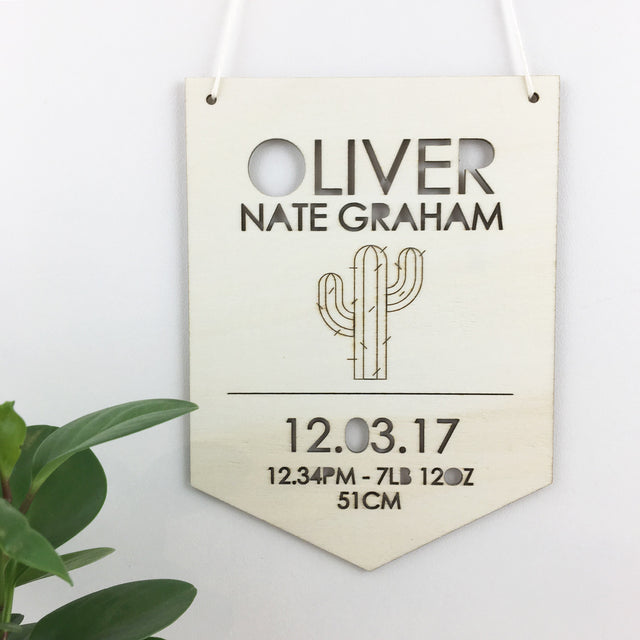 OLIVER
NATE GRAHAM
12.03.17
12.34PM - 7LB 12OZ
51CM